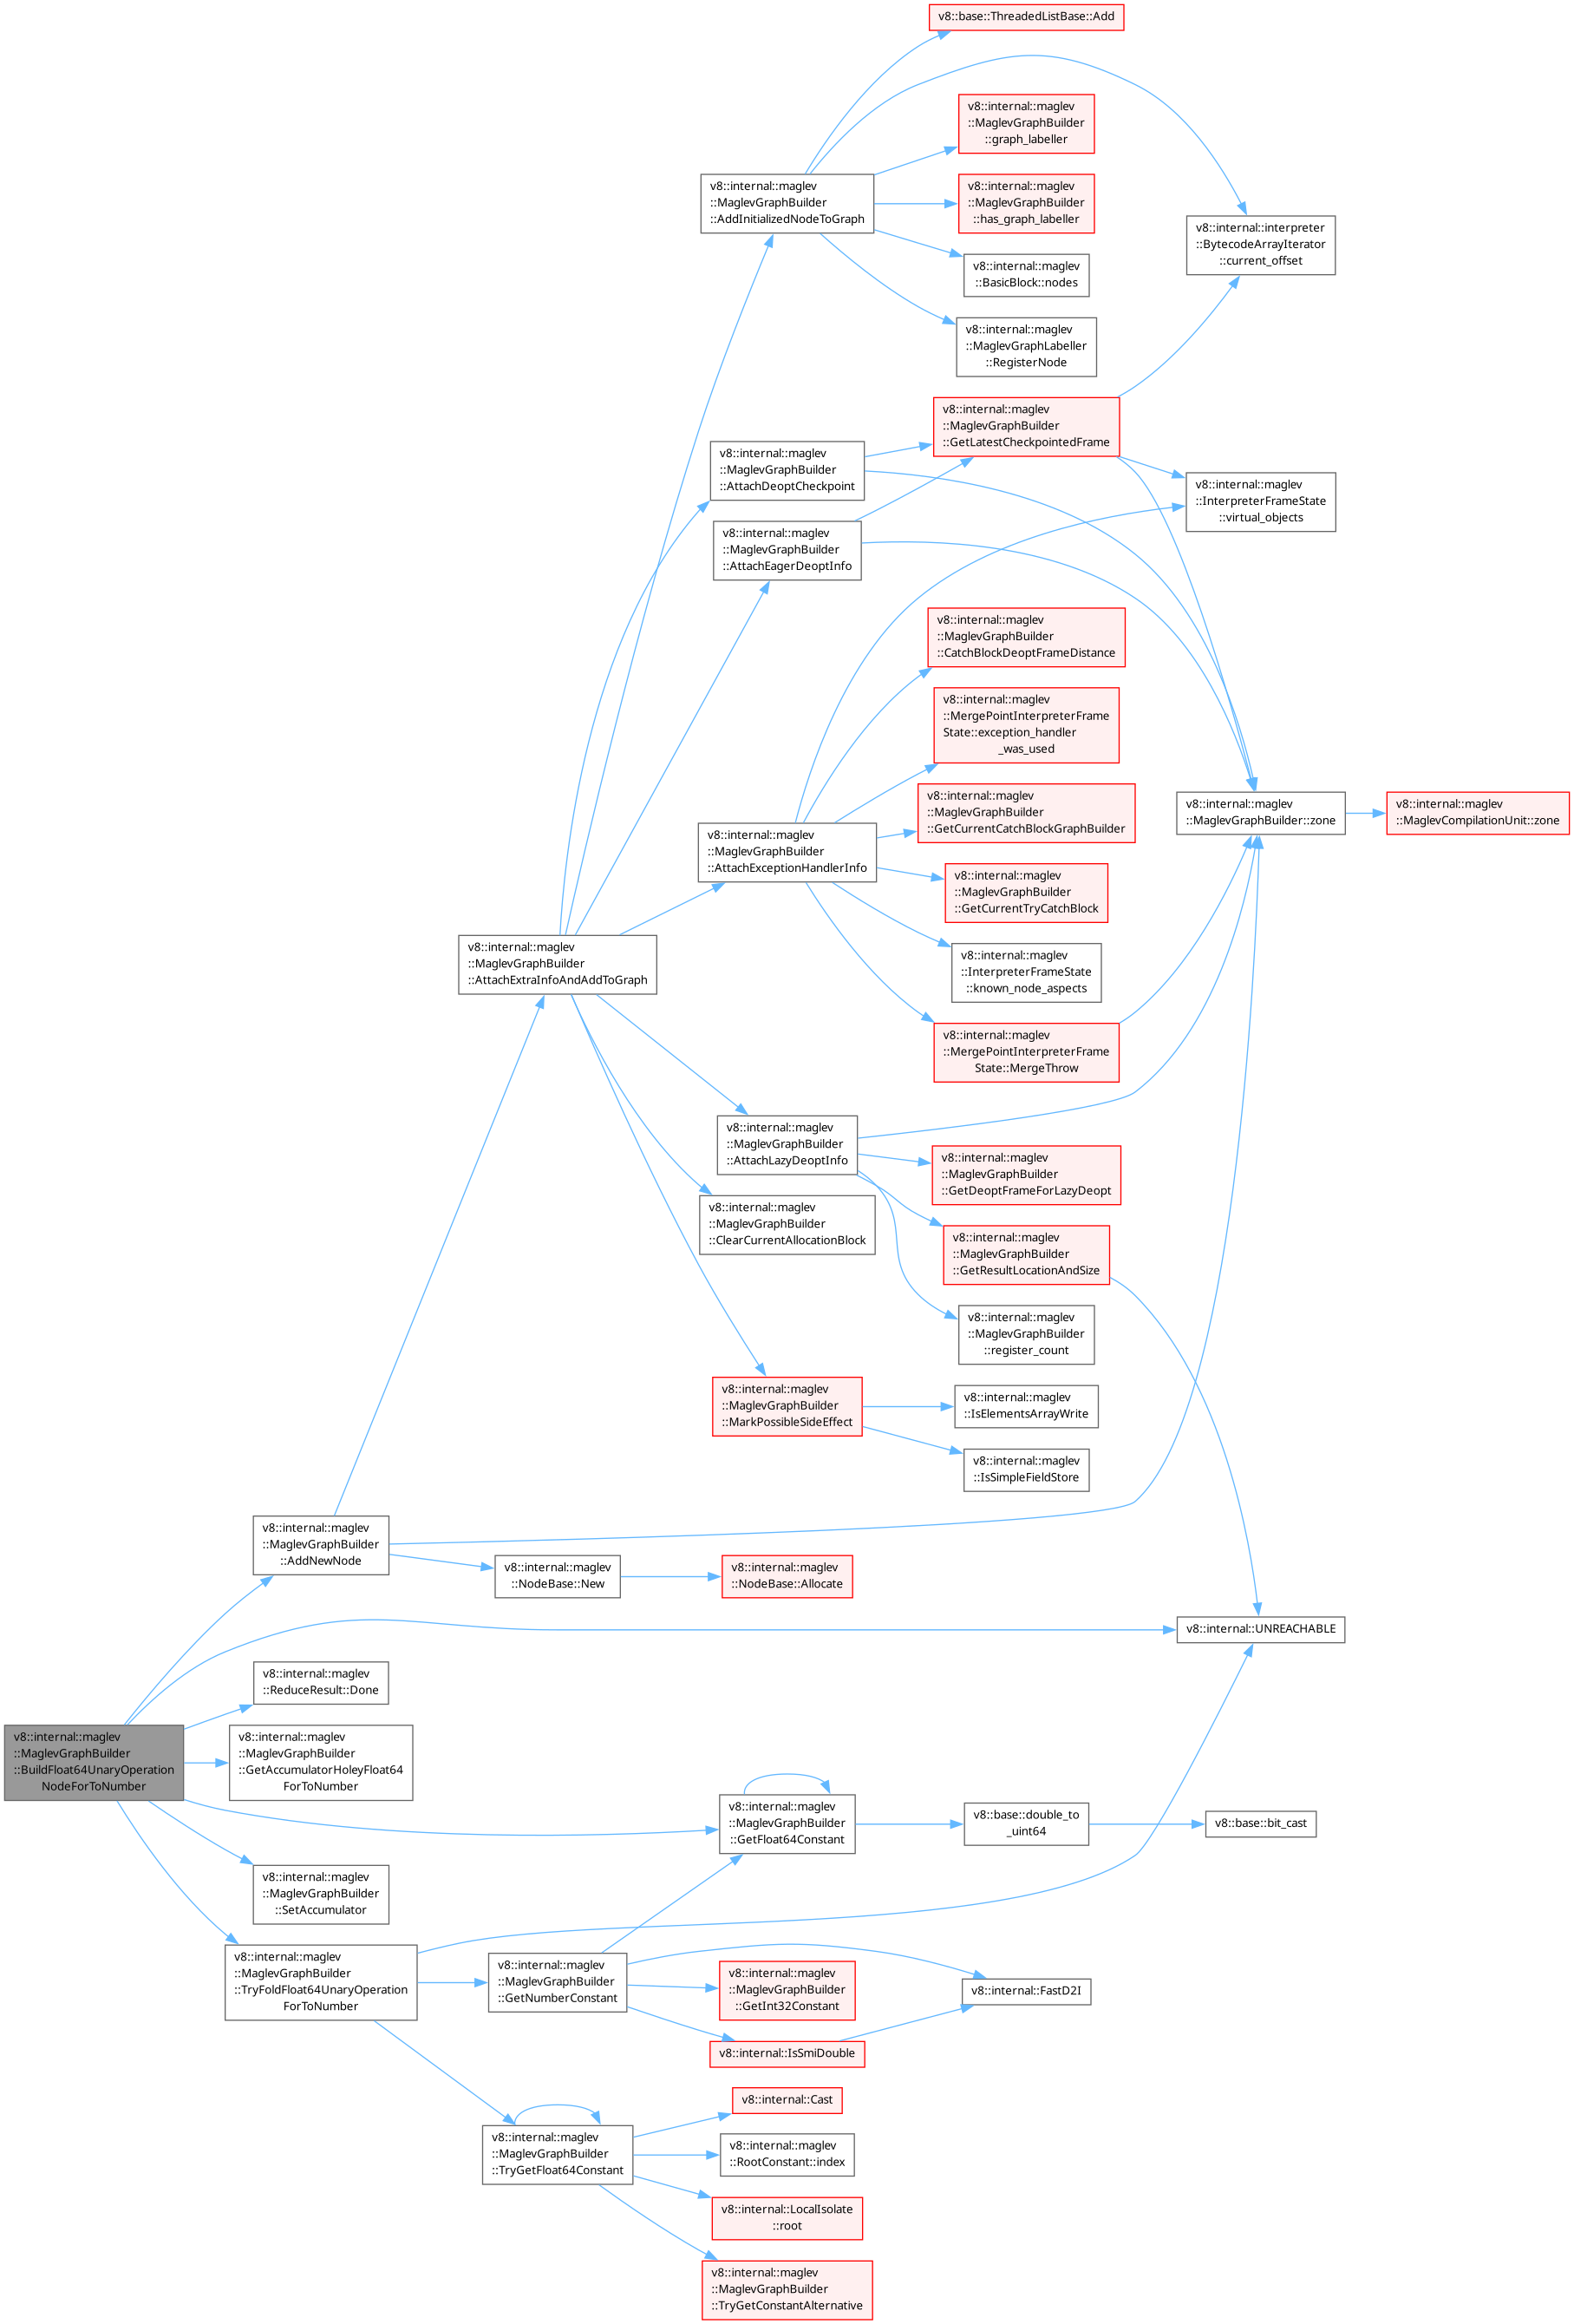 v8::base::ThreadedListBase::Add
v8::internal::maglev
::MaglevGraphBuilder
::graph_labeller
v8::internal::maglev
::MaglevGraphBuilder
::AddInitializedNodeToGraph
v8::internal::maglev
::MaglevGraphBuilder
::has_graph_labeller
v8::internal::interpreter
::BytecodeArrayIterator
::current_offset
v8::internal::maglev
::BasicBlock::nodes
v8::internal::maglev
::MaglevGraphLabeller
::RegisterNode
v8::internal::maglev
::MaglevGraphBuilder
::GetLatestCheckpointedFrame
v8::internal::maglev
::MaglevGraphBuilder
::AttachDeoptCheckpoint
v8::internal::maglev
::InterpreterFrameState
::virtual_objects
v8::internal::maglev
::MaglevGraphBuilder
::AttachEagerDeoptInfo
v8::internal::maglev
::MaglevGraphBuilder
::CatchBlockDeoptFrameDistance
v8::internal::maglev
::MergePointInterpreterFrame
State::exception_handler
_was_used
v8::internal::maglev
::MaglevGraphBuilder
::GetCurrentCatchBlockGraphBuilder
v8::internal::maglev
::MaglevGraphBuilder::zone
v8::internal::maglev
::MaglevCompilationUnit::zone
v8::internal::maglev
::MaglevGraphBuilder
::AttachExceptionHandlerInfo
v8::internal::maglev
::MaglevGraphBuilder
::GetCurrentTryCatchBlock
v8::internal::maglev
::MaglevGraphBuilder
::AttachExtraInfoAndAddToGraph
v8::internal::maglev
::InterpreterFrameState
::known_node_aspects
v8::internal::maglev
::MergePointInterpreterFrame
State::MergeThrow
v8::internal::maglev
::MaglevGraphBuilder
::AttachLazyDeoptInfo
v8::internal::maglev
::MaglevGraphBuilder
::GetDeoptFrameForLazyDeopt
v8::internal::maglev
::MaglevGraphBuilder
::ClearCurrentAllocationBlock
v8::internal::maglev
::MaglevGraphBuilder
::GetResultLocationAndSize
v8::internal::maglev
::MaglevGraphBuilder
::register_count
v8::internal::maglev
::MaglevGraphBuilder
::MarkPossibleSideEffect
v8::internal::maglev
::IsElementsArrayWrite
v8::internal::maglev
::IsSimpleFieldStore
v8::internal::maglev
::MaglevGraphBuilder
::AddNewNode
v8::internal::maglev
::NodeBase::New
v8::internal::maglev
::NodeBase::Allocate
v8::internal::UNREACHABLE
v8::internal::maglev
::ReduceResult::Done
v8::internal::maglev
::MaglevGraphBuilder
::BuildFloat64UnaryOperation
NodeForToNumber
v8::internal::maglev
::MaglevGraphBuilder
::GetAccumulatorHoleyFloat64
ForToNumber
v8::internal::maglev
::MaglevGraphBuilder
::GetFloat64Constant
v8::base::double_to
_uint64
v8::base::bit_cast
v8::internal::maglev
::MaglevGraphBuilder
::SetAccumulator
v8::internal::maglev
::MaglevGraphBuilder
::TryFoldFloat64UnaryOperation
ForToNumber
v8::internal::maglev
::MaglevGraphBuilder
::GetNumberConstant
v8::internal::maglev
::MaglevGraphBuilder
::GetInt32Constant
v8::internal::FastD2I
v8::internal::IsSmiDouble
v8::internal::Cast
v8::internal::maglev
::MaglevGraphBuilder
::TryGetFloat64Constant
v8::internal::maglev
::RootConstant::index
v8::internal::LocalIsolate
::root
v8::internal::maglev
::MaglevGraphBuilder
::TryGetConstantAlternative